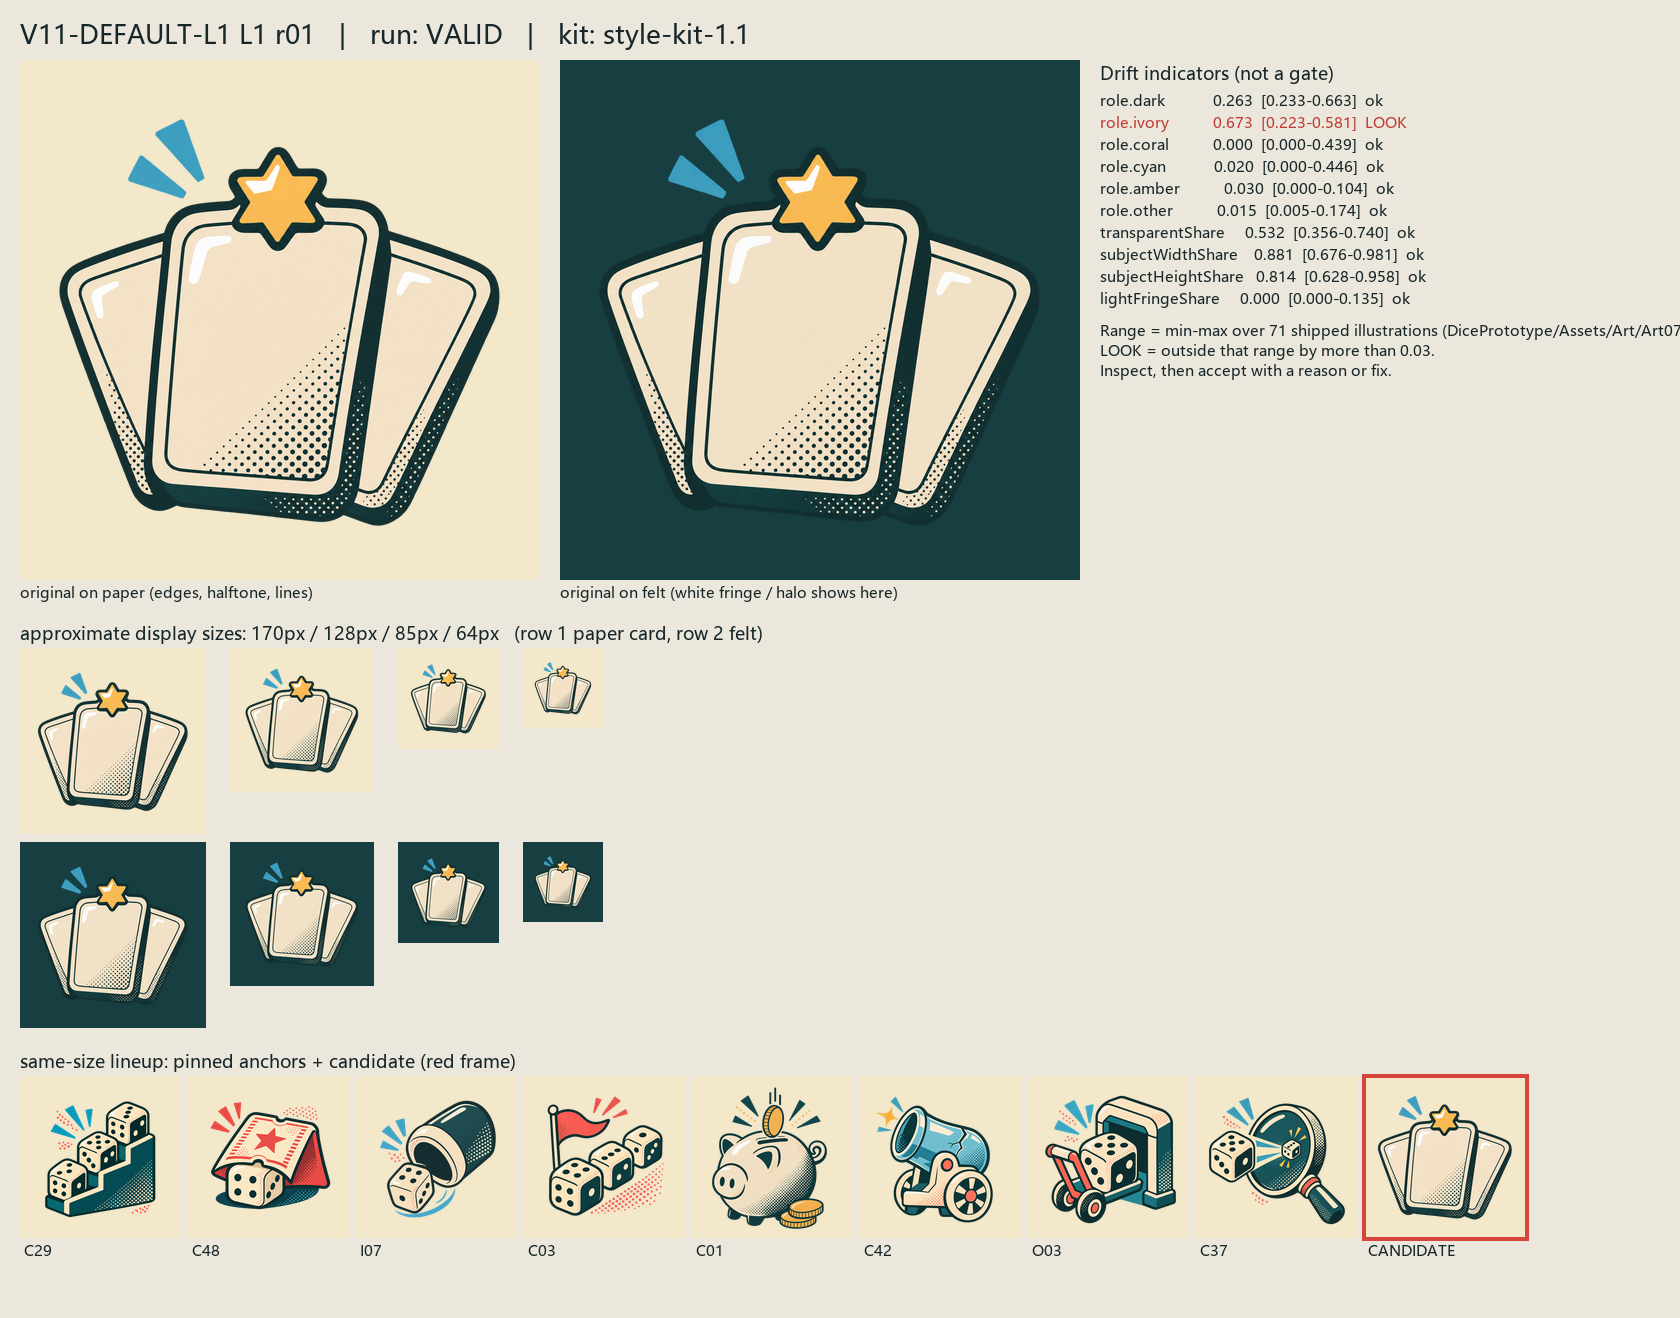 V11-DEFAULT-L1 L1 r01 | run: VALID | kit: style-kit-1.1
Drift indicators (not a gate)
role.dark 0.263 [0.233-0.663] ok
role.ivory 0.673 [0.223-0.581] LOOK
role.coral 0.000 [0.000-0.439] ok
role.cyan 0.020 [0.000-0.446] ok
role.amber 0.030 [0.000-0.104] ok
role.other 0.015 [0.005-0.174] ok
transparentShare 0.532 [0.356-0.740] ok
subjectWidthShare 0.881 [0.676-0.981] ok
subjectHeightShare 0.814 [0.628-0.958] ok
lightFringeShare 0.000 [0.000-0.135] ok
Range = min-max over 71 shipped illustrations (DicePrototype/Assets/Art/Art07
LOOK = outside that range by more than 0.03.
Inspect, then accept with a reason or fix.
original on paper (edges, halftone, lines)
original on felt (white fringe / halo shows here)
approximate display sizes: 170px / 128px / 85px / 64px (row 1 paper card, row 2 felt)
same-size lineup: pinned anchors + candidate (red frame)
C29
C48
I07
C03
C01
C42
O03
C37
CANDIDATE